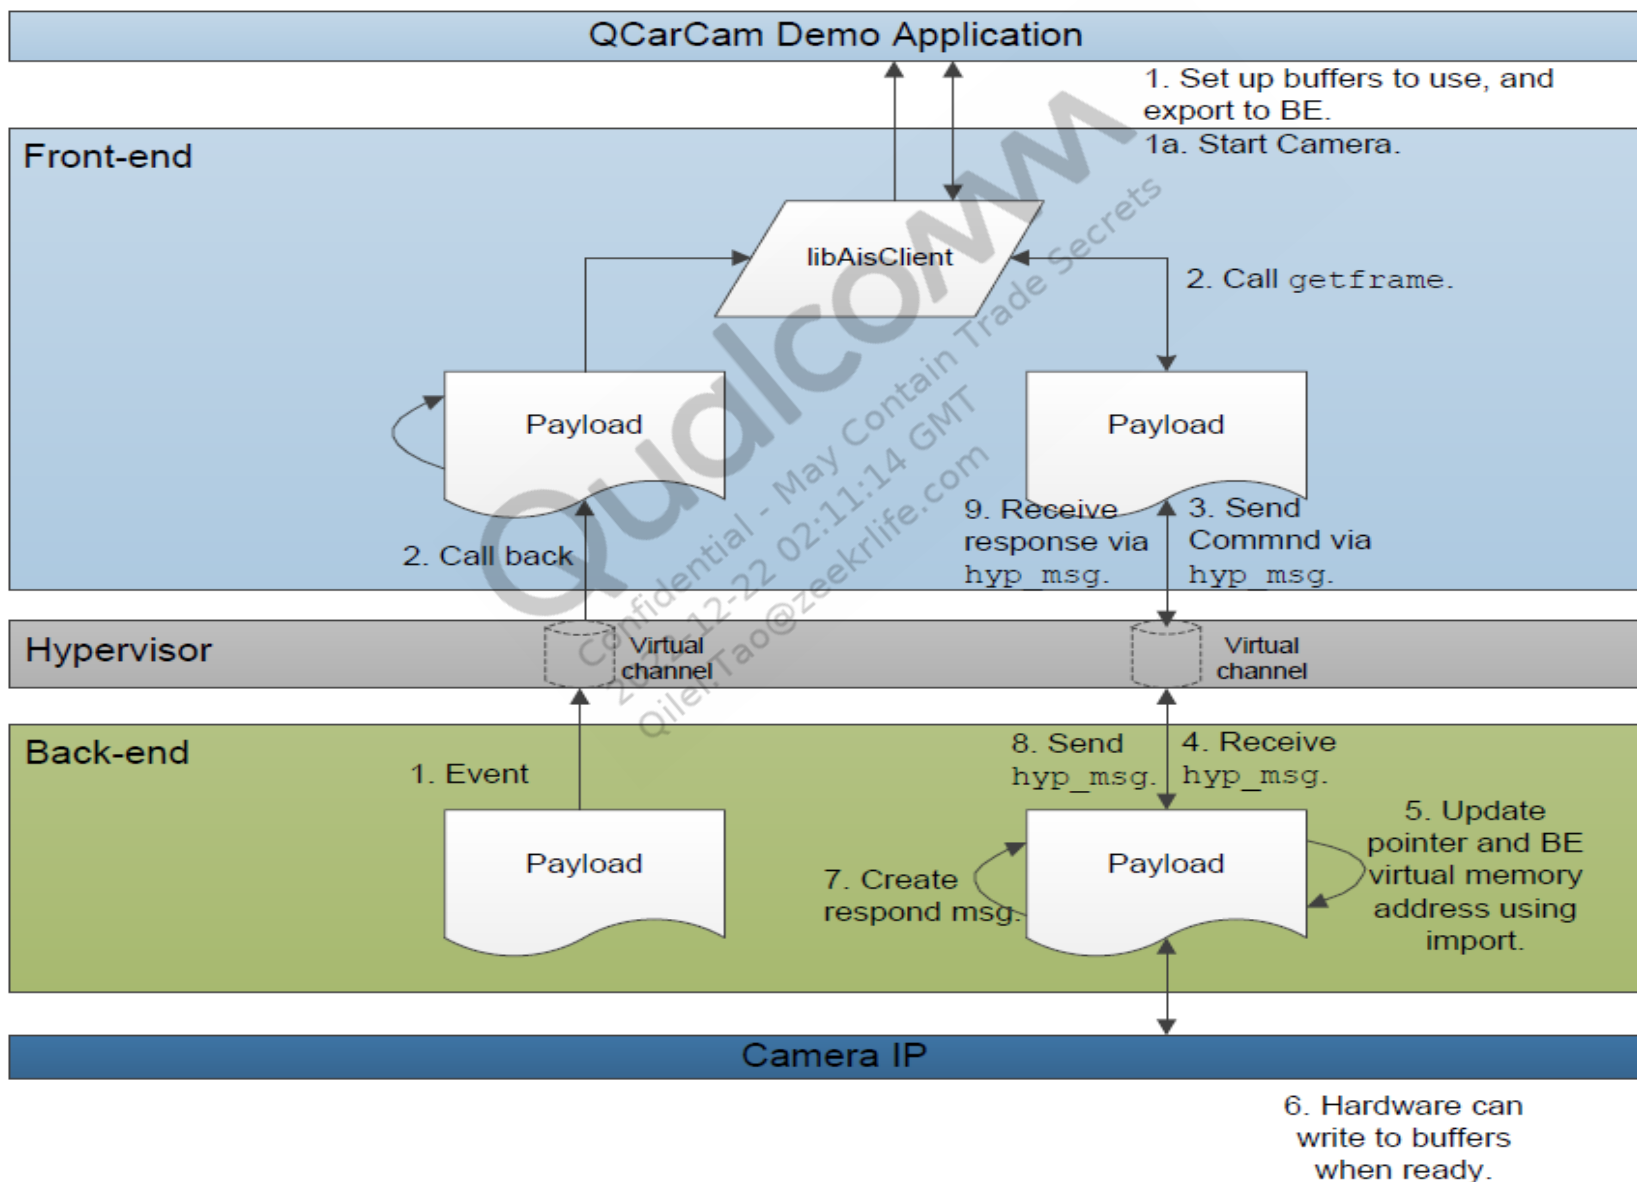 QCarCam Demo Application
1. Set up buffers to use, and
export to BE.
1a. Start Camera.
Front-end
libAisClient
2. Call getframe.
Payload
Payload
2. Call back
9. Receive
response via
hyp_msg.
3. Send
Commnd via
hyp_msg.
Hypervisor
Virtual
channel
Virtual
channel
Back-end
1. Event
8. Send
hyp_msg.
4. Receive
hyp_msg.
Payload
Payload
7. Create
respond msg.
5. Update
pointer and BE
virtual memory
address using
import.
Camera IP
6. Hardware can
write to buffers
when ready.
Qualcomm
Confidential - May Contain Trade Secrets
2022-12-22 02:11:14 GMT
Qilei.Tao@zeekrlife.com